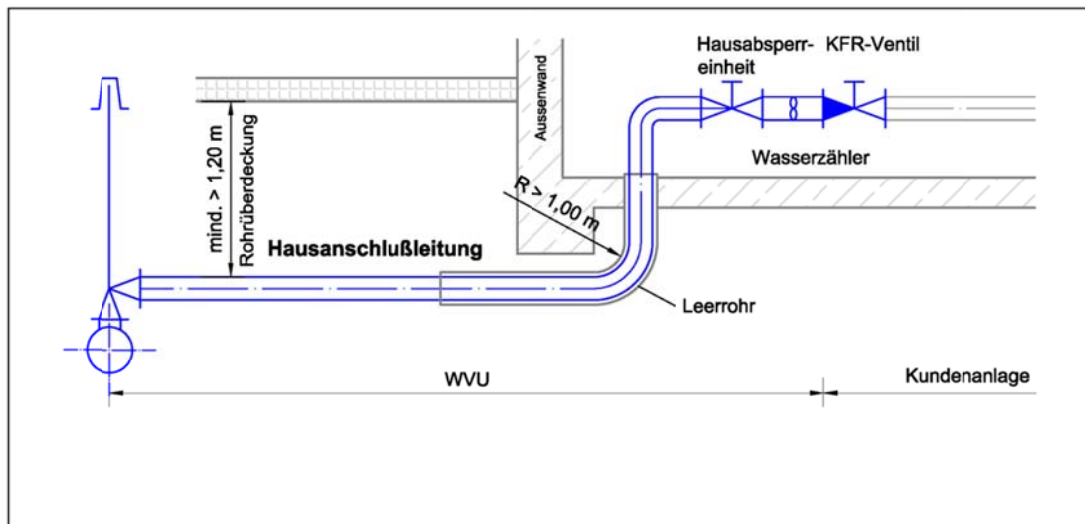 Hausabsperr-
einheit
KFR-Ventil
Aussenwand
mind. > 1,20 m
Rohrüberdeckung
Wasserzähler
R > 1,00 m
Hausanschlußleitung
Leerrohr
WVU
Kundenanlage